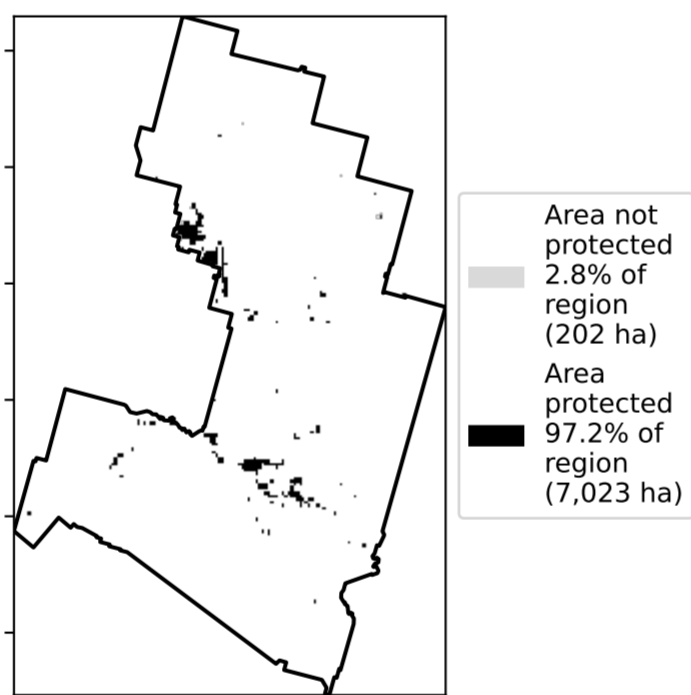 Area not
protected
2.8% of
region
(202 ha)
Area
protected
97.2% of
region
(7,023 ha)